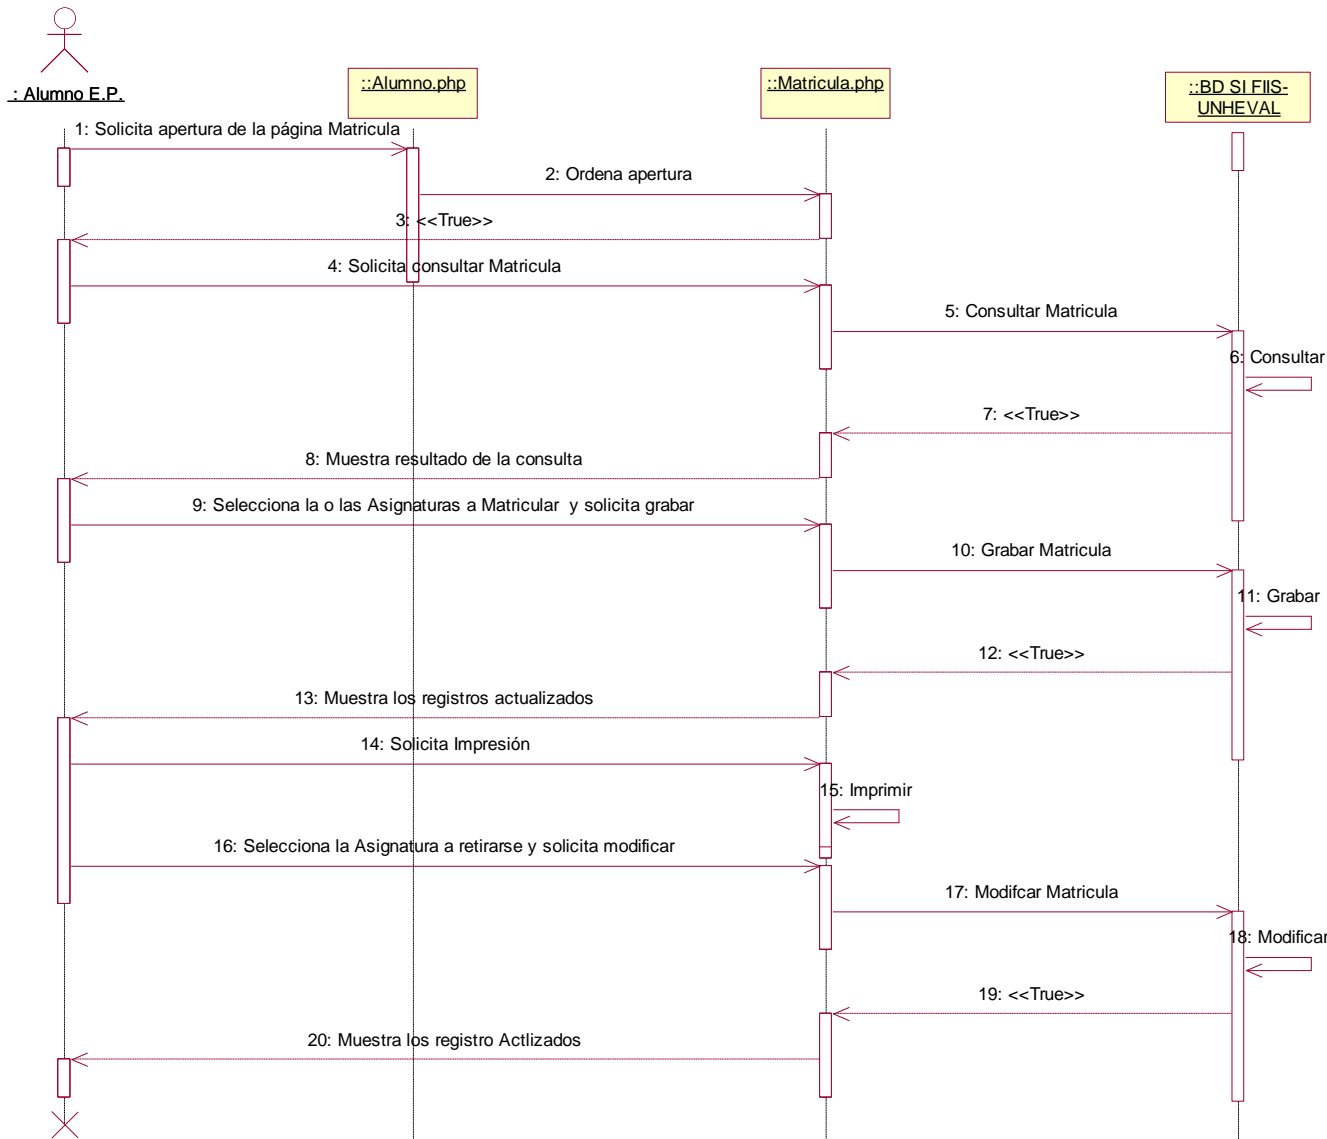 : Alumno E.P.
::Alumno.php
::Matricula.php
::BD SI FIIS-
UNHEVAL
1: Solicita apertura de la página Matricula
2: Ordena apertura
3: <<True>>
4: Solicita consultar Matricula
5: Consultar Matricula
6: Consultar
7: <<True>>
8: Muestra resultado de la consulta
9: Selecciona la o las Asignaturas a Matricular y solicita grabar
10: Grabar Matricula
11: Grabar
12: <<True>>
13: Muestra los registros actualizados
14: Solicita Impresión
15: Imprimir
16: Selecciona la Asignatura a retirarse y solicita modificar
17: Modifcar Matricula
18: Modificar
19: <<True>>
20: Muestra los registro Actlizados